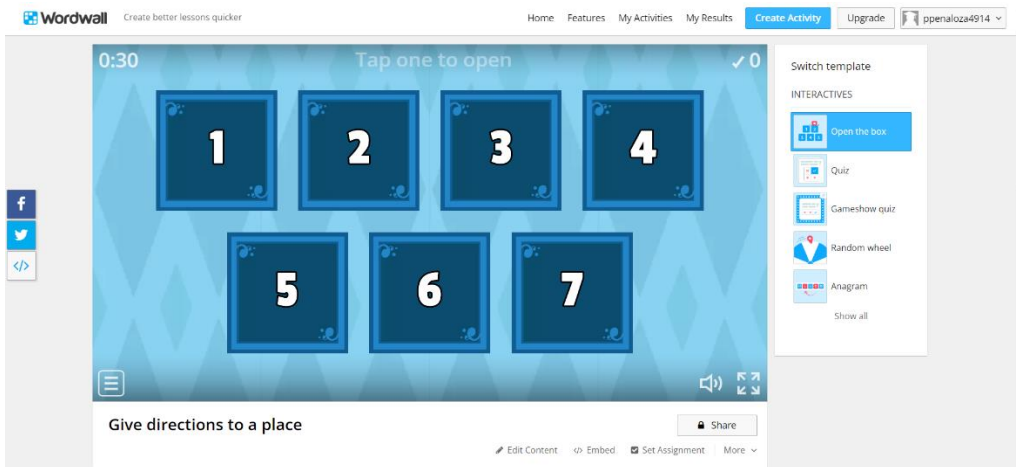 Wordwall Create better lessons quicker Home Features My Activities My Results Create Activity Upgrade ppenaloza4914
0:30 Tap one to open ✓ 0
1 2 3 4
5 6 7
Switch template
INTERACTIVES
Open the box
Quiz
Gameshow quiz
Random wheel
Anagram
Show all
f
</>
Give directions to a place Share
Edit Content </> Embed Set Assignment More